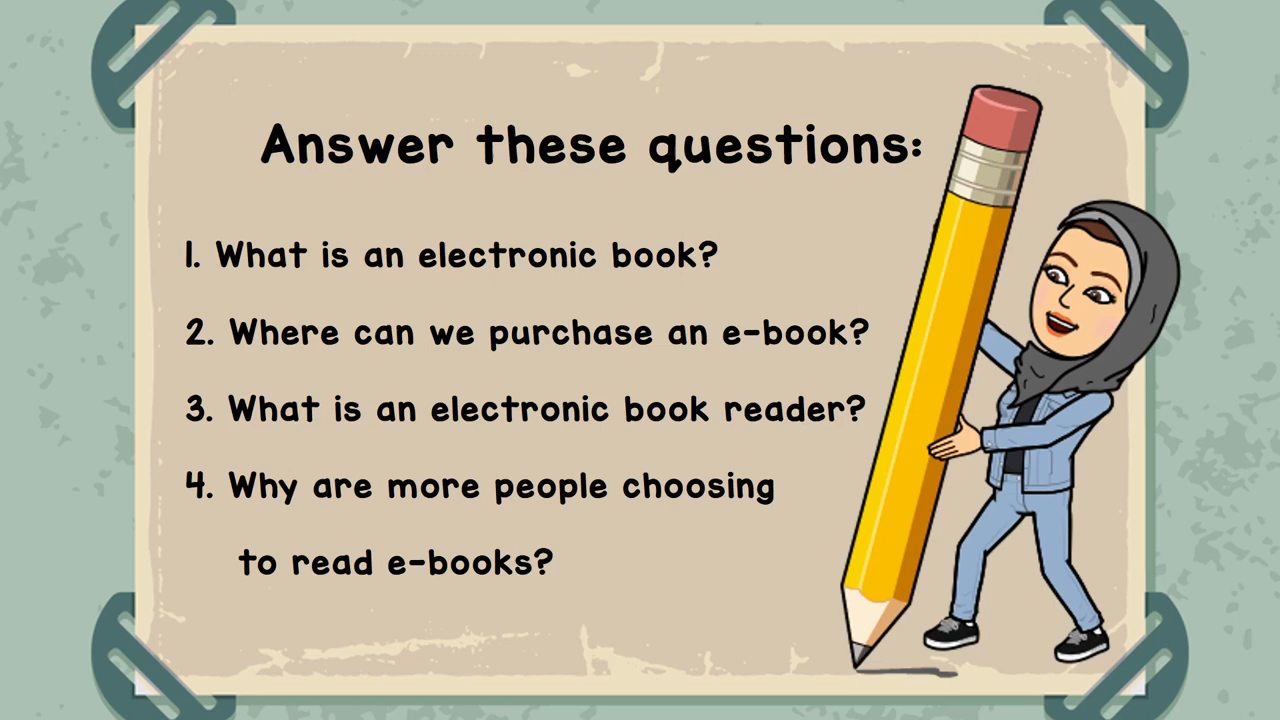 Answer these questions:
1. What is an electronic book?
2. Where can we purchase an e-book?
3. What is an electronic book reader?
4. Why are more people choosing
to read e-books?